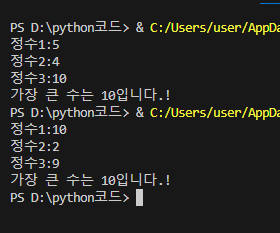 PS D:\python코드> & C:/Users/user/AppDa
정수1:5
정수2:4
정수3:10
가장 큰 수는 10입니다.!
PS D:\python코드> & C:/Users/user/AppDa
정수1:10
정수2:2
정수3:9
가장 큰 수는 10입니다.!
PS D:\python코드>